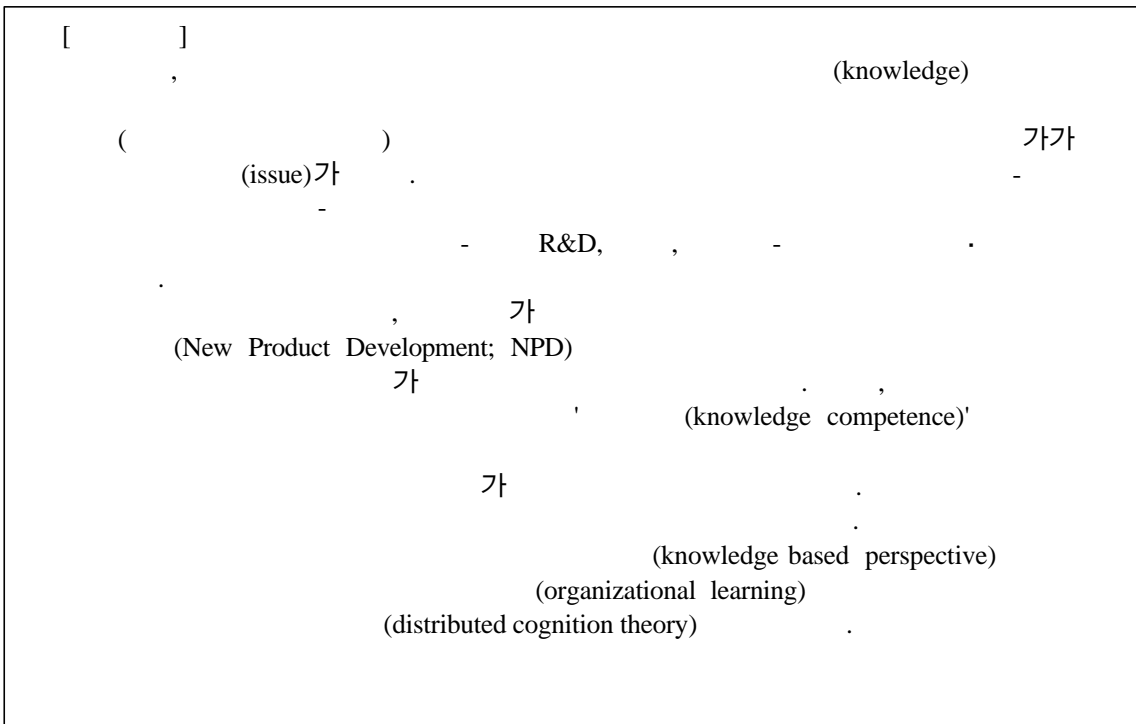 [ ]
, (knowledge)
( ) 가가
(issue)가 . -
-
- R&D, , - ·
.
, 가
(New Product Development; NPD)
가 . ,
' (knowledge competence)'
가 .
.
(knowledge based perspective)
(organizational learning)
(distributed cognition theory) .